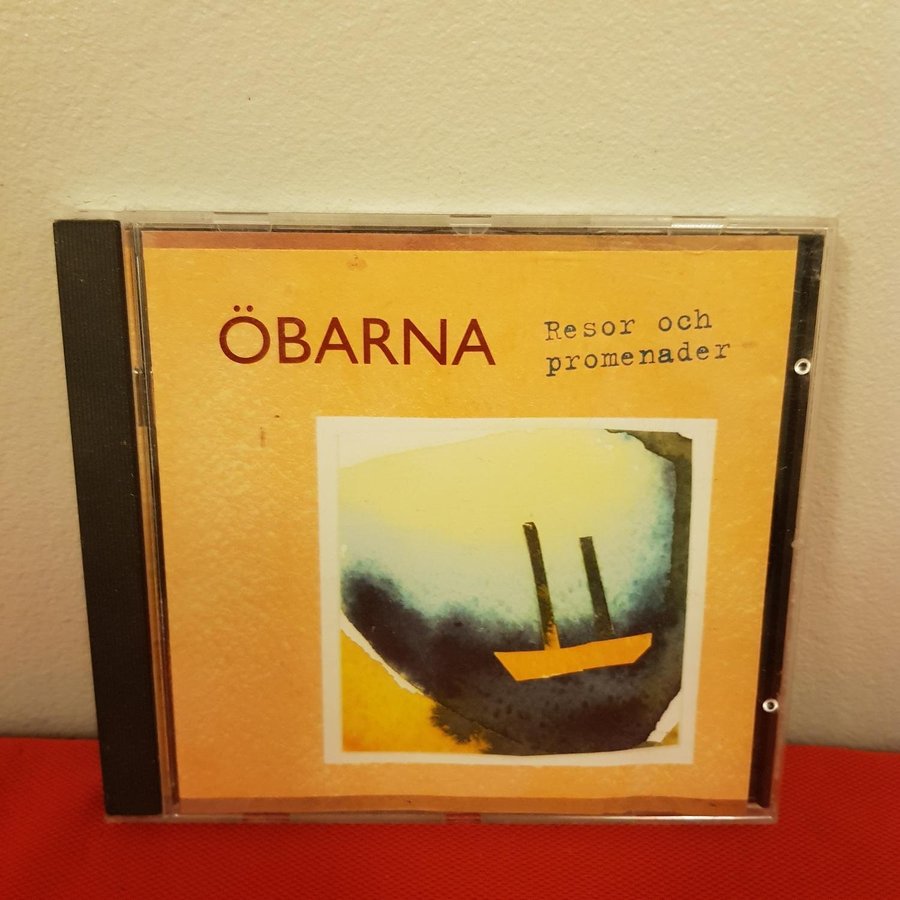 ÖBARNA
Resor och
promenader